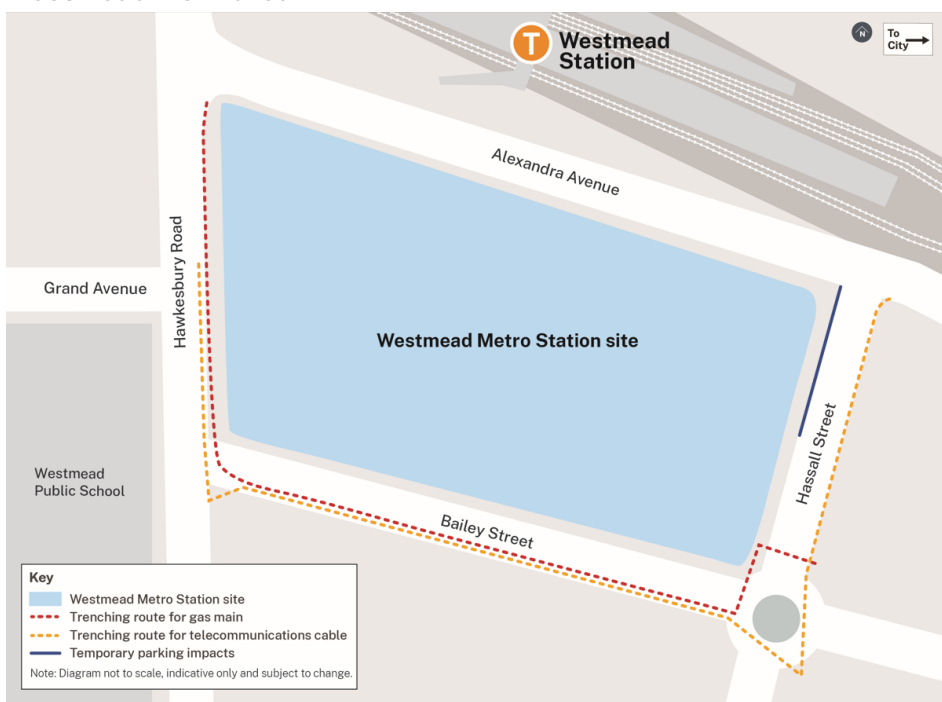 T
Westmead
Station
N
To
City
Alexandra Avenue
Hawkesbury Road
Grand Avenue
Westmead Metro Station site
Hassall Street
Westmead
Public School
Bailey Street
Key
Westmead Metro Station site
Trenching route for gas main
Trenching route for telecommunications cable
Temporary parking impacts
Note: Diagram not to scale, indicative only and subject to change.